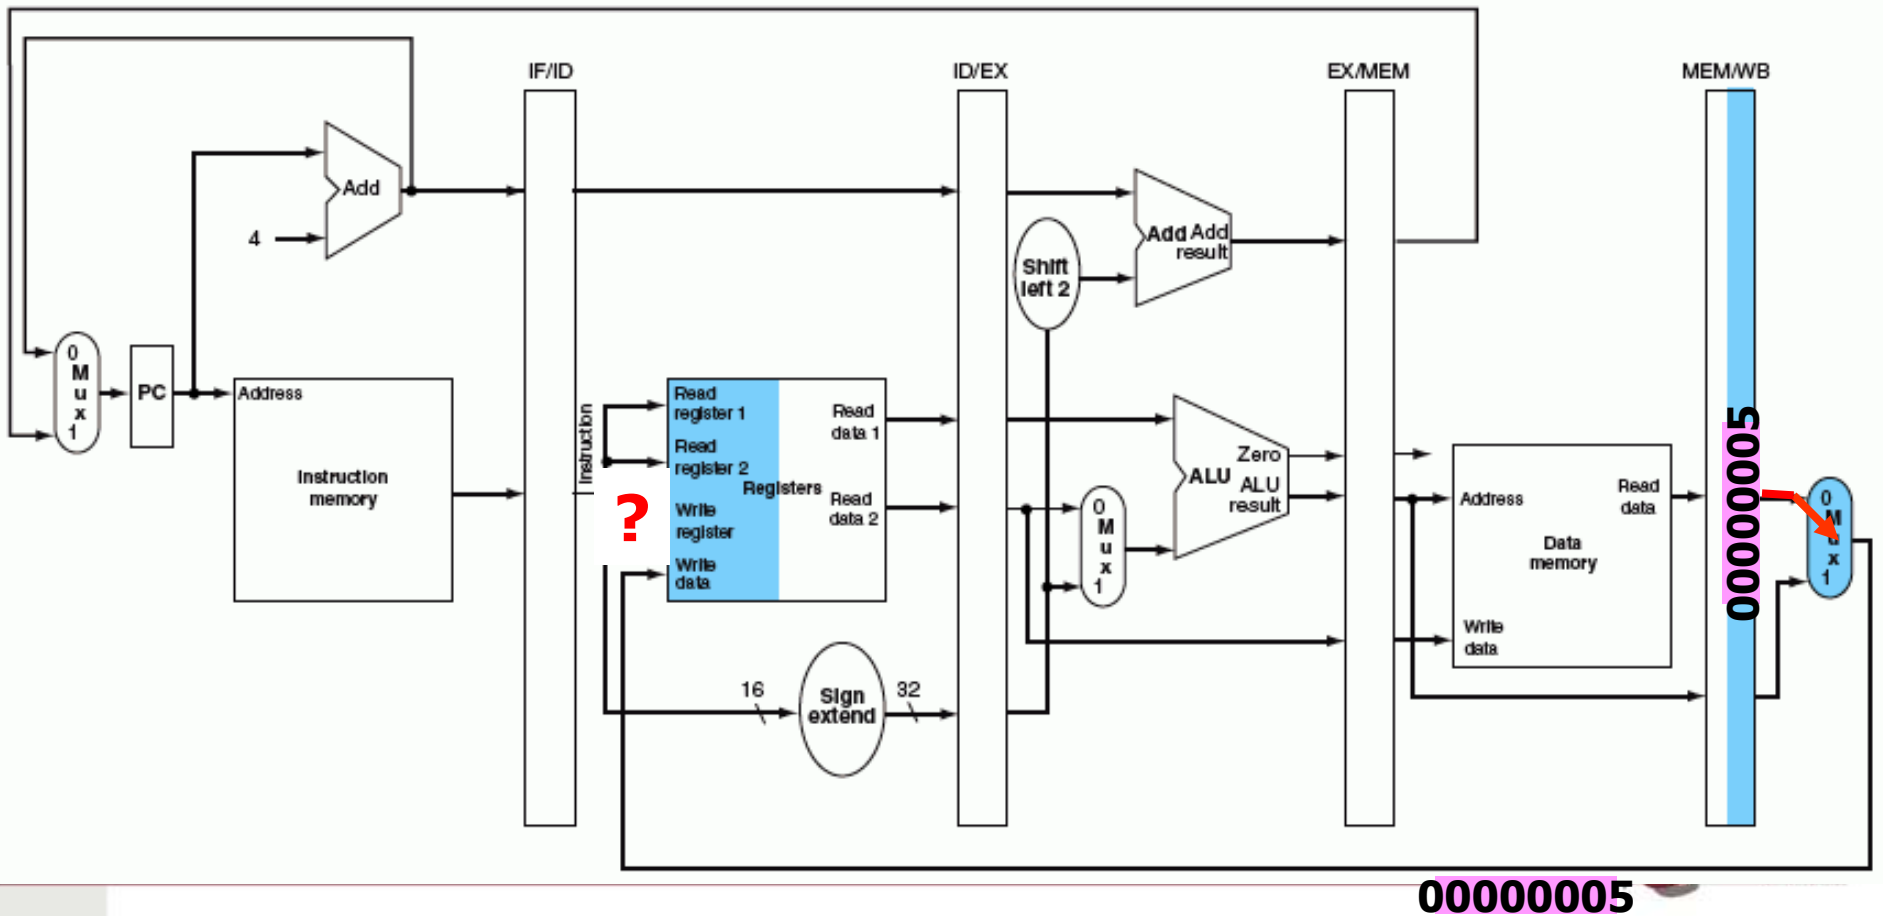 IF/ID
ID/EX
EX/MEM
MEM/WB
Add
4
Add Add
result
Shift
left 2
0
M
u
x
1
PC
Address
Instruction
memory
Instruction
Read
register 1
Read
register 2
Registers
Write
register
Write
data
Read
data 1
Read
data 2
?
16
Sign
extend
32
0
M
u
x
1
Zero
ALU
ALU
result
Address
Read
data
Data
memory
Write
data
00000005
0
M
u
x
1
00000005